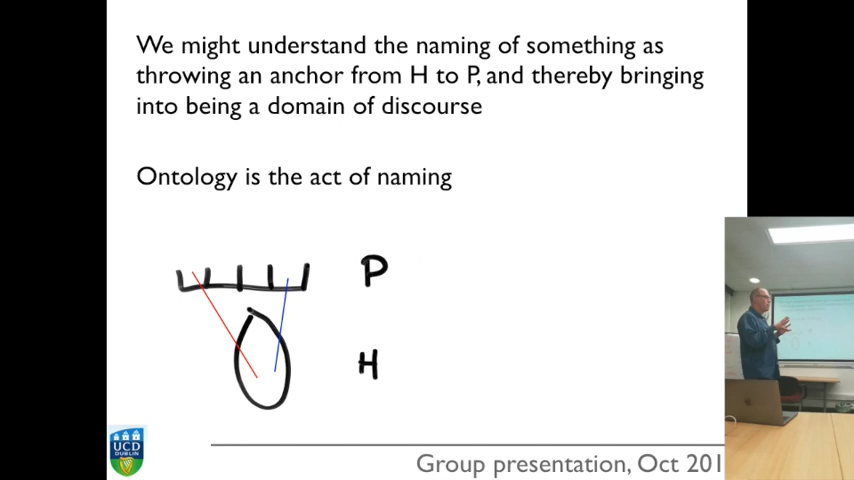 We might understand the naming of something as
throwing an anchor from H to P, and thereby bringing
into being a domain of discourse
Ontology is the act of naming
P
H
UCD
DUBLIN
Group presentation, Oct 201